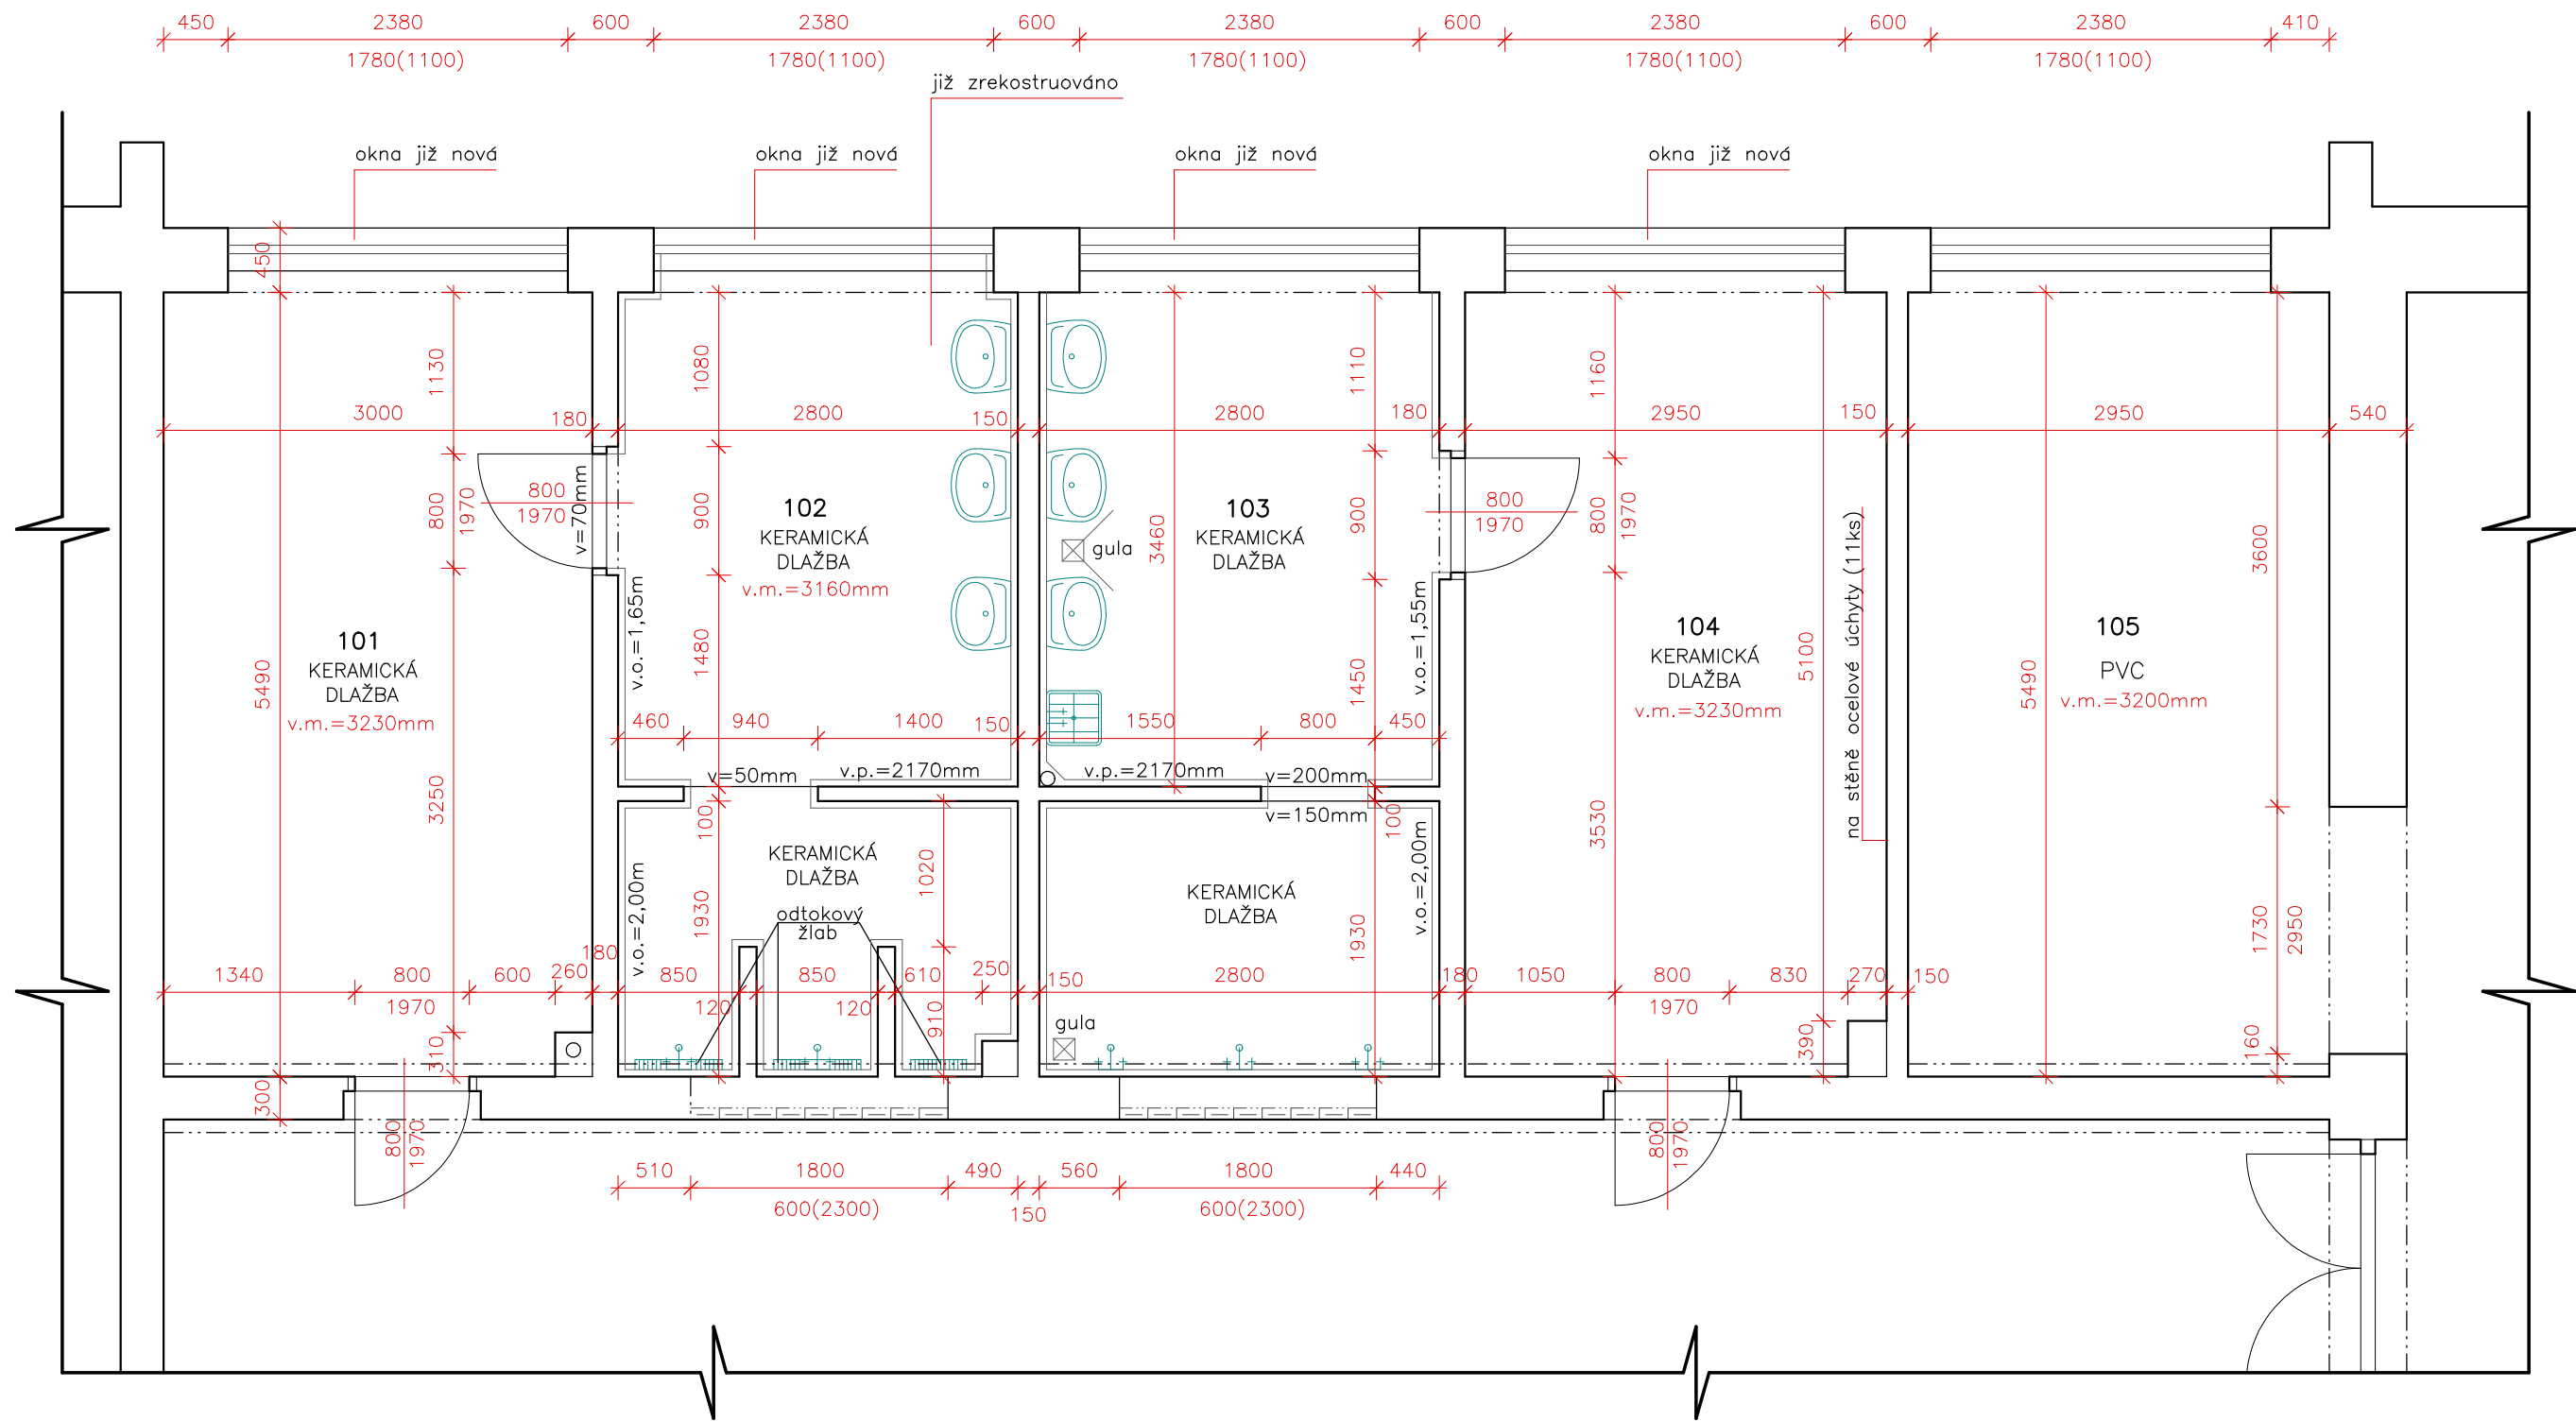 450 2380 600 2380 600 2380 600 2380 600 2380 410
1780(1100) 1780(1100) 1780(1100) 1780(1100) 1780(1100)
již zrekostruováno
okna již nová okna již nová okna již nová okna již nová
450
1130
1080
1110
1160
3000 180 2800 150 2800 180 2950 150 2950 540
800
1970
800
1970
v=70mm
900
3460
900
800
1970
800
1970
3600
102
KERAMICKÁ
DLAŽBA
v.m.=3160mm
103
KERAMICKÁ
DLAŽBA
gula
na stěně ocelové úchyty (11ks)
v.o.=1,65m
v.o.=1,55m
101
KERAMICKÁ
DLAŽBA
v.m.=3230mm
104
KERAMICKÁ
DLAŽBA
v.m.=3230mm
105
PVC
v.m.=3200mm
5490
1480
1450
5100
5490
460 940 1400 150 1550 800 450
v=50mm v.p.=2170mm v.p.=2170mm v=200mm
v=150mm
3250
100
100
3530
KERAMICKÁ
DLAŽBA
1020
KERAMICKÁ
DLAŽBA
v.o.=2,00m
v.o.=2,00m
1930
1930
odtokový
žlab
1730
2950
1340 800 600 260 180 850 850 610 250 150 2800 180 1050 800 830 270 150
1970 120 120 1970
910
gula
310
390
160
300
800
1970
800
1970
510 1800 490 560 1800 440
600(2300) 150 600(2300)